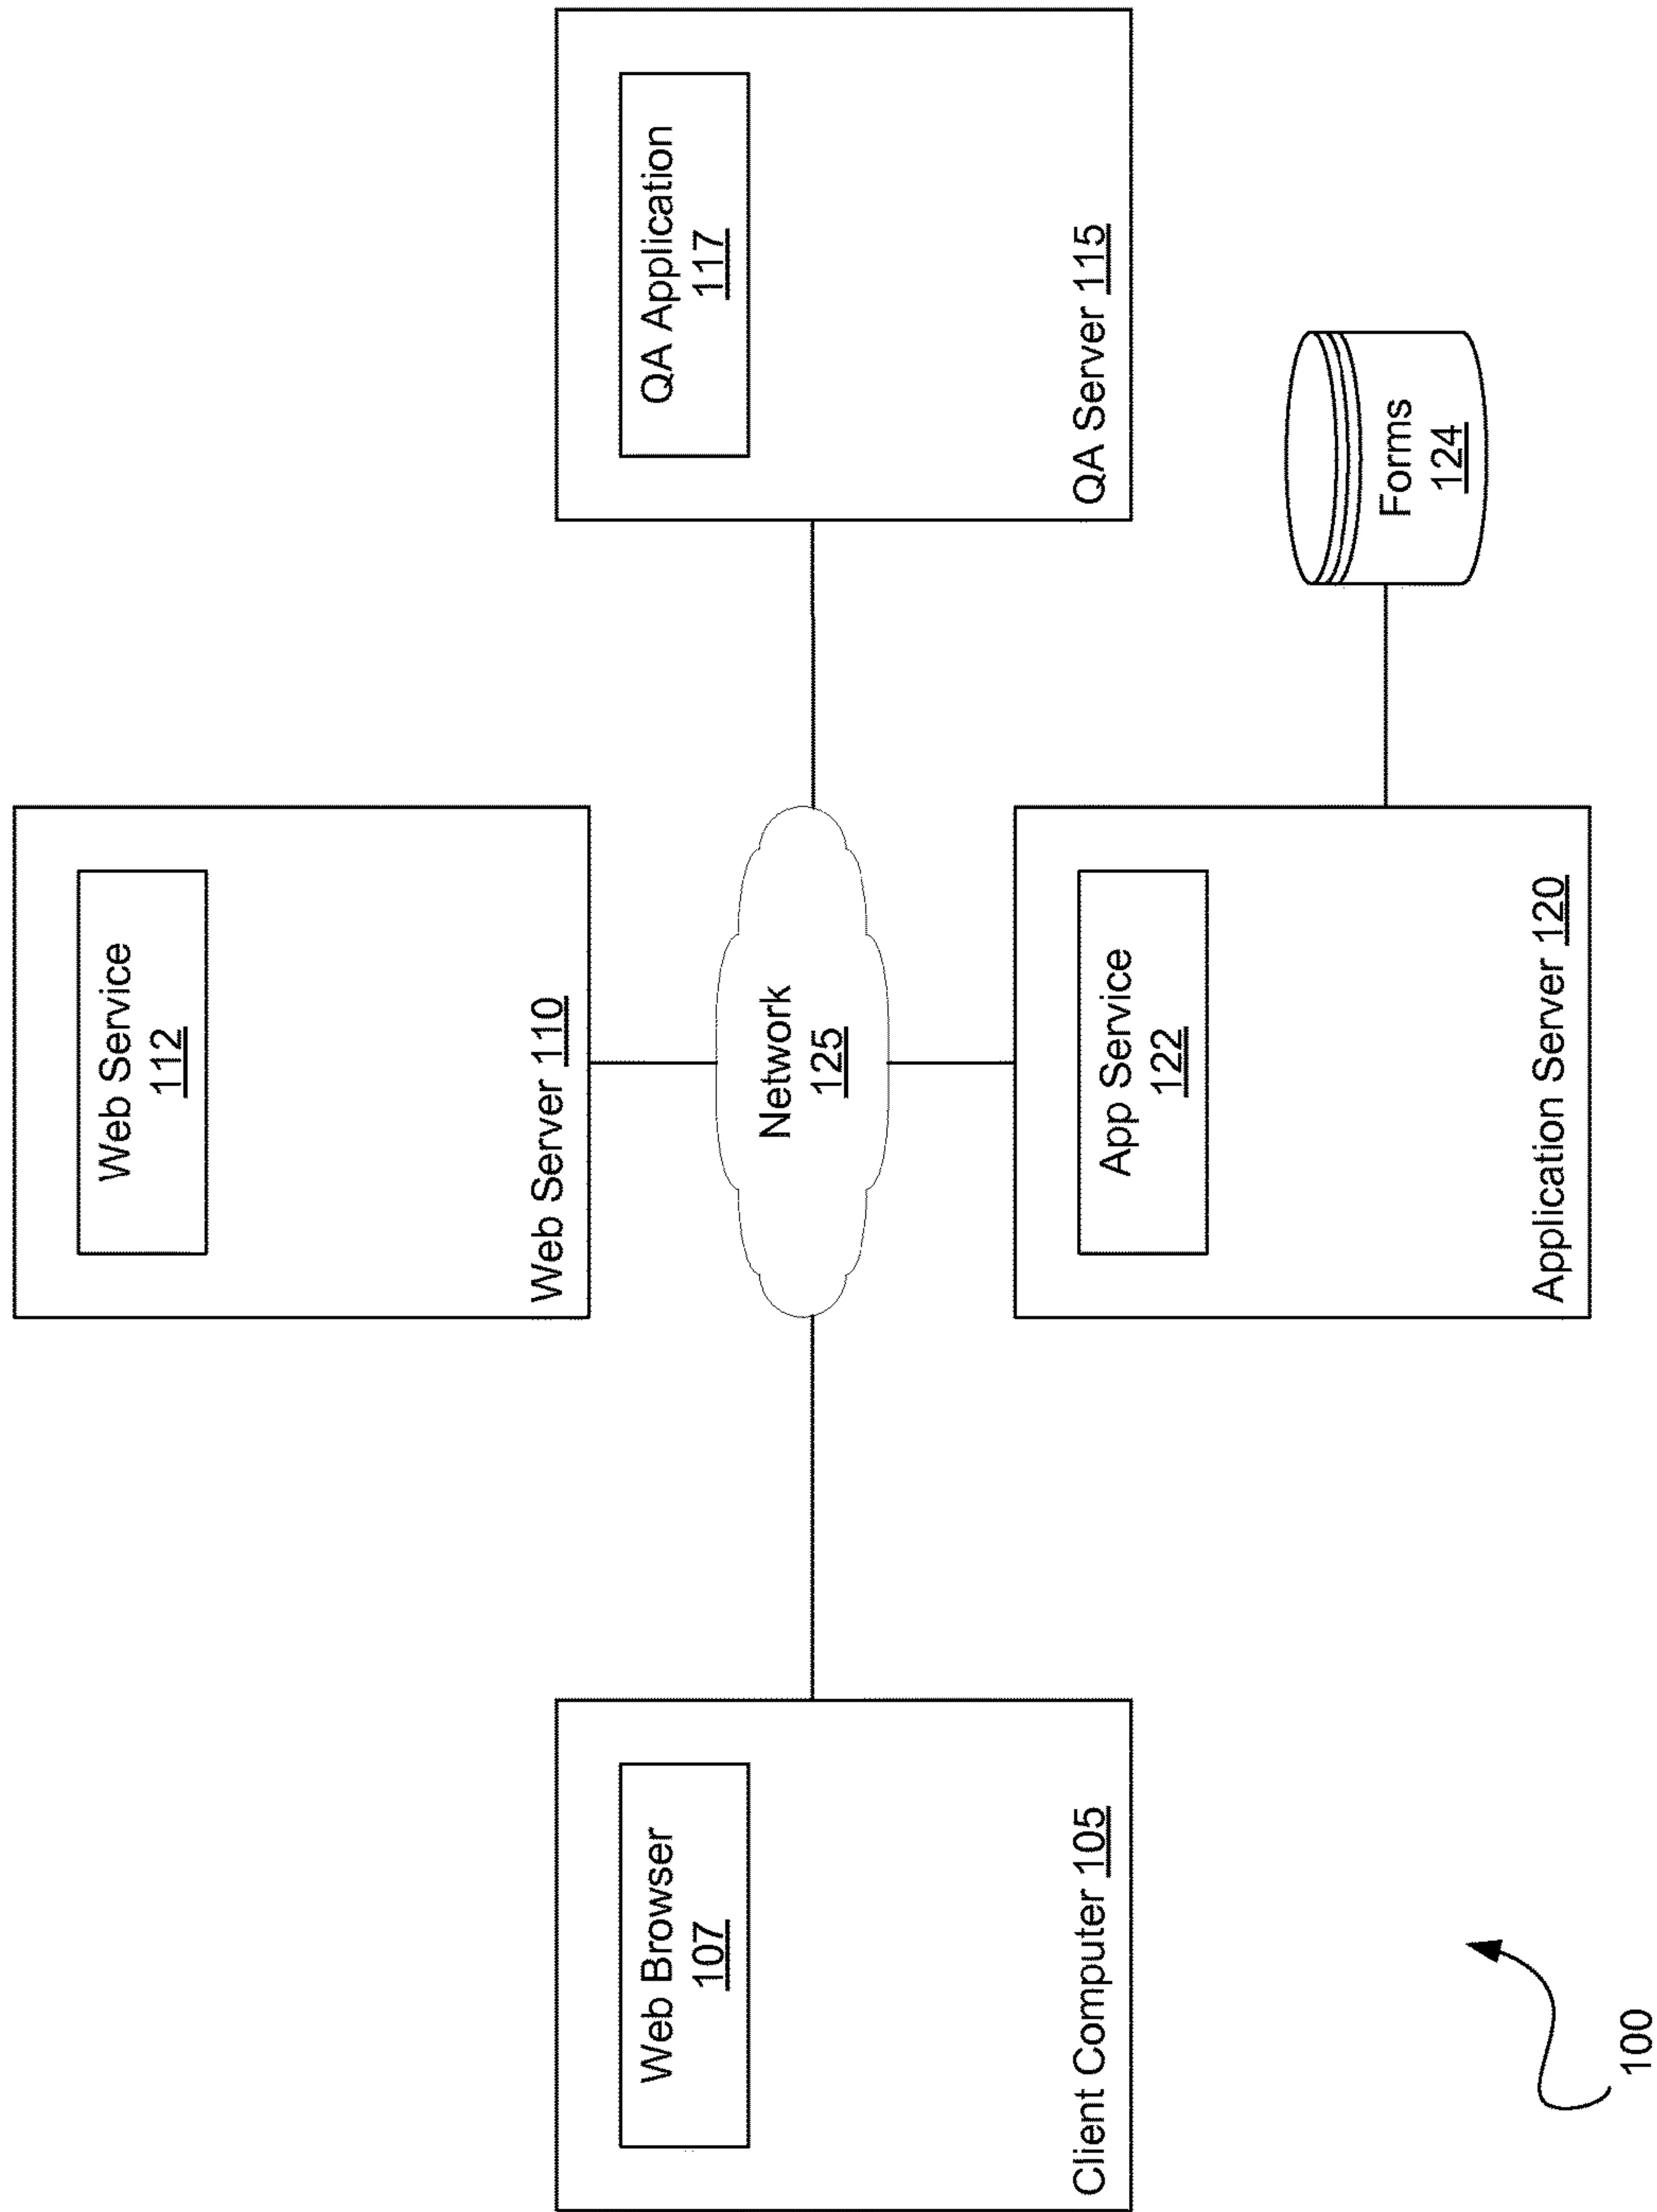 Web Service
112
Web Server 110
Web Browser
107
Client Computer 105
Network
125
QA Application
117
QA Server 115
App Service
122
Application Server 120
Forms
124
100